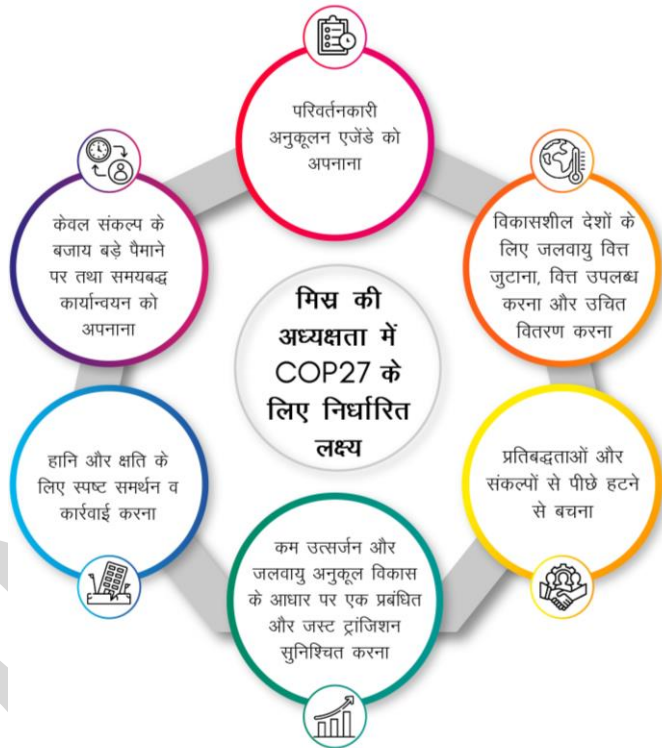 परिवर्तनकारी
अनुकूलन एजेंडे को
अपनाना
विकासशील देशों के
लिए जलवायु वित्त
जुटाना, वित्त उपलब्ध
करना और उचित
वितरण करना
प्रतिबद्धताओं और
संकल्पों से पीछे हटने
से बचना
कम उत्सर्जन और
जलवायु अनुकूल विकास
के आधार पर एक प्रबंधित
और जस्ट ट्रांजिशन
सुनिश्चित करना
हानि और क्षति के
लिए स्पष्ट समर्थन व
कार्रवाई करना
केवल संकल्प के
बजाय बड़े पैमाने
पर तथा समयबद्ध
कार्यान्वयन को
अपनाना
मिस्र की
अध्यक्षता में
COP27 के
लिए निर्धारित
लक्ष्य